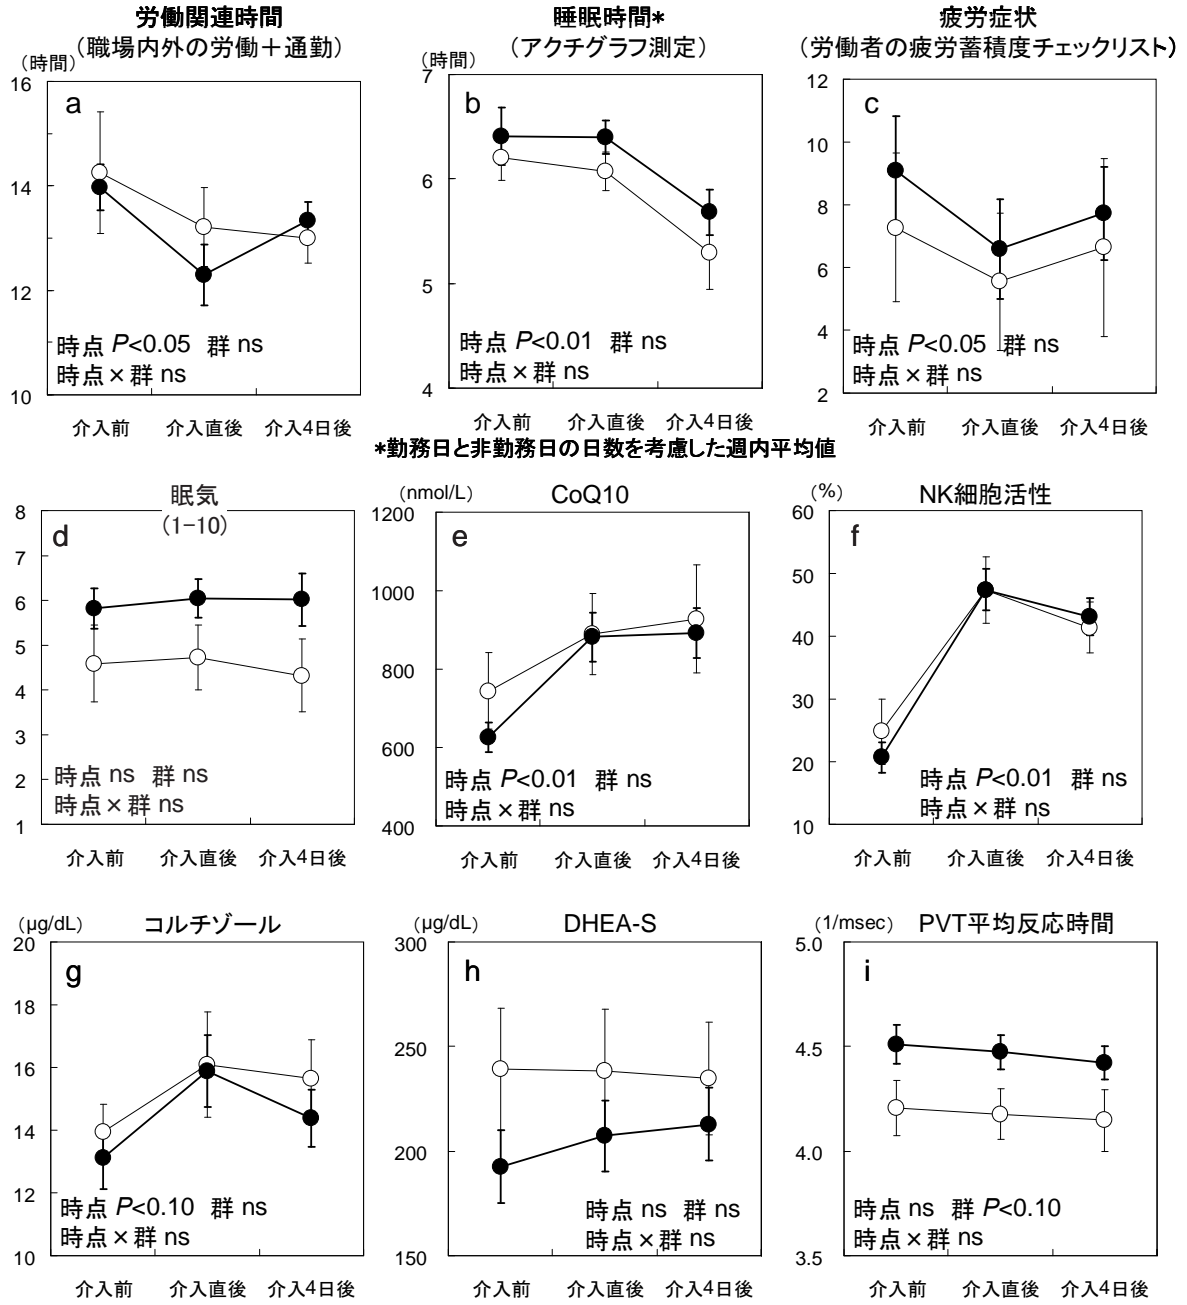 労働関連時間
(職場内外の労働＋通勤)
(時間)
16
14
12
10
a
時点 P<0.05 群 ns
時点×群 ns
介入前 介入直後 介入4日後
睡眠時間*
(アクチグラフ測定)
(時間)
7
6
5
4
b
時点 P<0.01 群 ns
時点×群 ns
介入前 介入直後 介入4日後
疲労症状
(労働者の疲労蓄積度チェックリスト)
12
10
8
6
4
2
c
時点 P<0.05 群 ns
時点×群 ns
介入前 介入直後 介入4日後
*勤務日と非勤務日の日数を考慮した週内平均値
眠気
(1-10)
8
7
6
5
4
3
2
1
d
時点 ns 群 ns
時点×群 ns
介入前 介入直後 介入4日後
(nmol/L)
CoQ10
1200
1000
800
600
400
e
時点 P<0.01 群 ns
時点×群 ns
介入前 介入直後 介入4日後
(%)
NK細胞活性
60
50
40
30
20
10
f
時点 P<0.01 群 ns
時点×群 ns
介入前 介入直後 介入4日後
(μg/dL)
コルチゾール
20
18
16
14
12
10
g
時点 P<0.10 群 ns
時点×群 ns
介入前 介入直後 介入4日後
(μg/dL)
DHEA-S
300
250
200
150
h
時点 ns 群 ns
時点×群 ns
介入前 介入直後 介入4日後
(1/msec)
PVT平均反応時間
5.0
4.5
4.0
3.5
i
時点 ns 群 P<0.10
時点×群 ns
介入前 介入直後 介入4日後